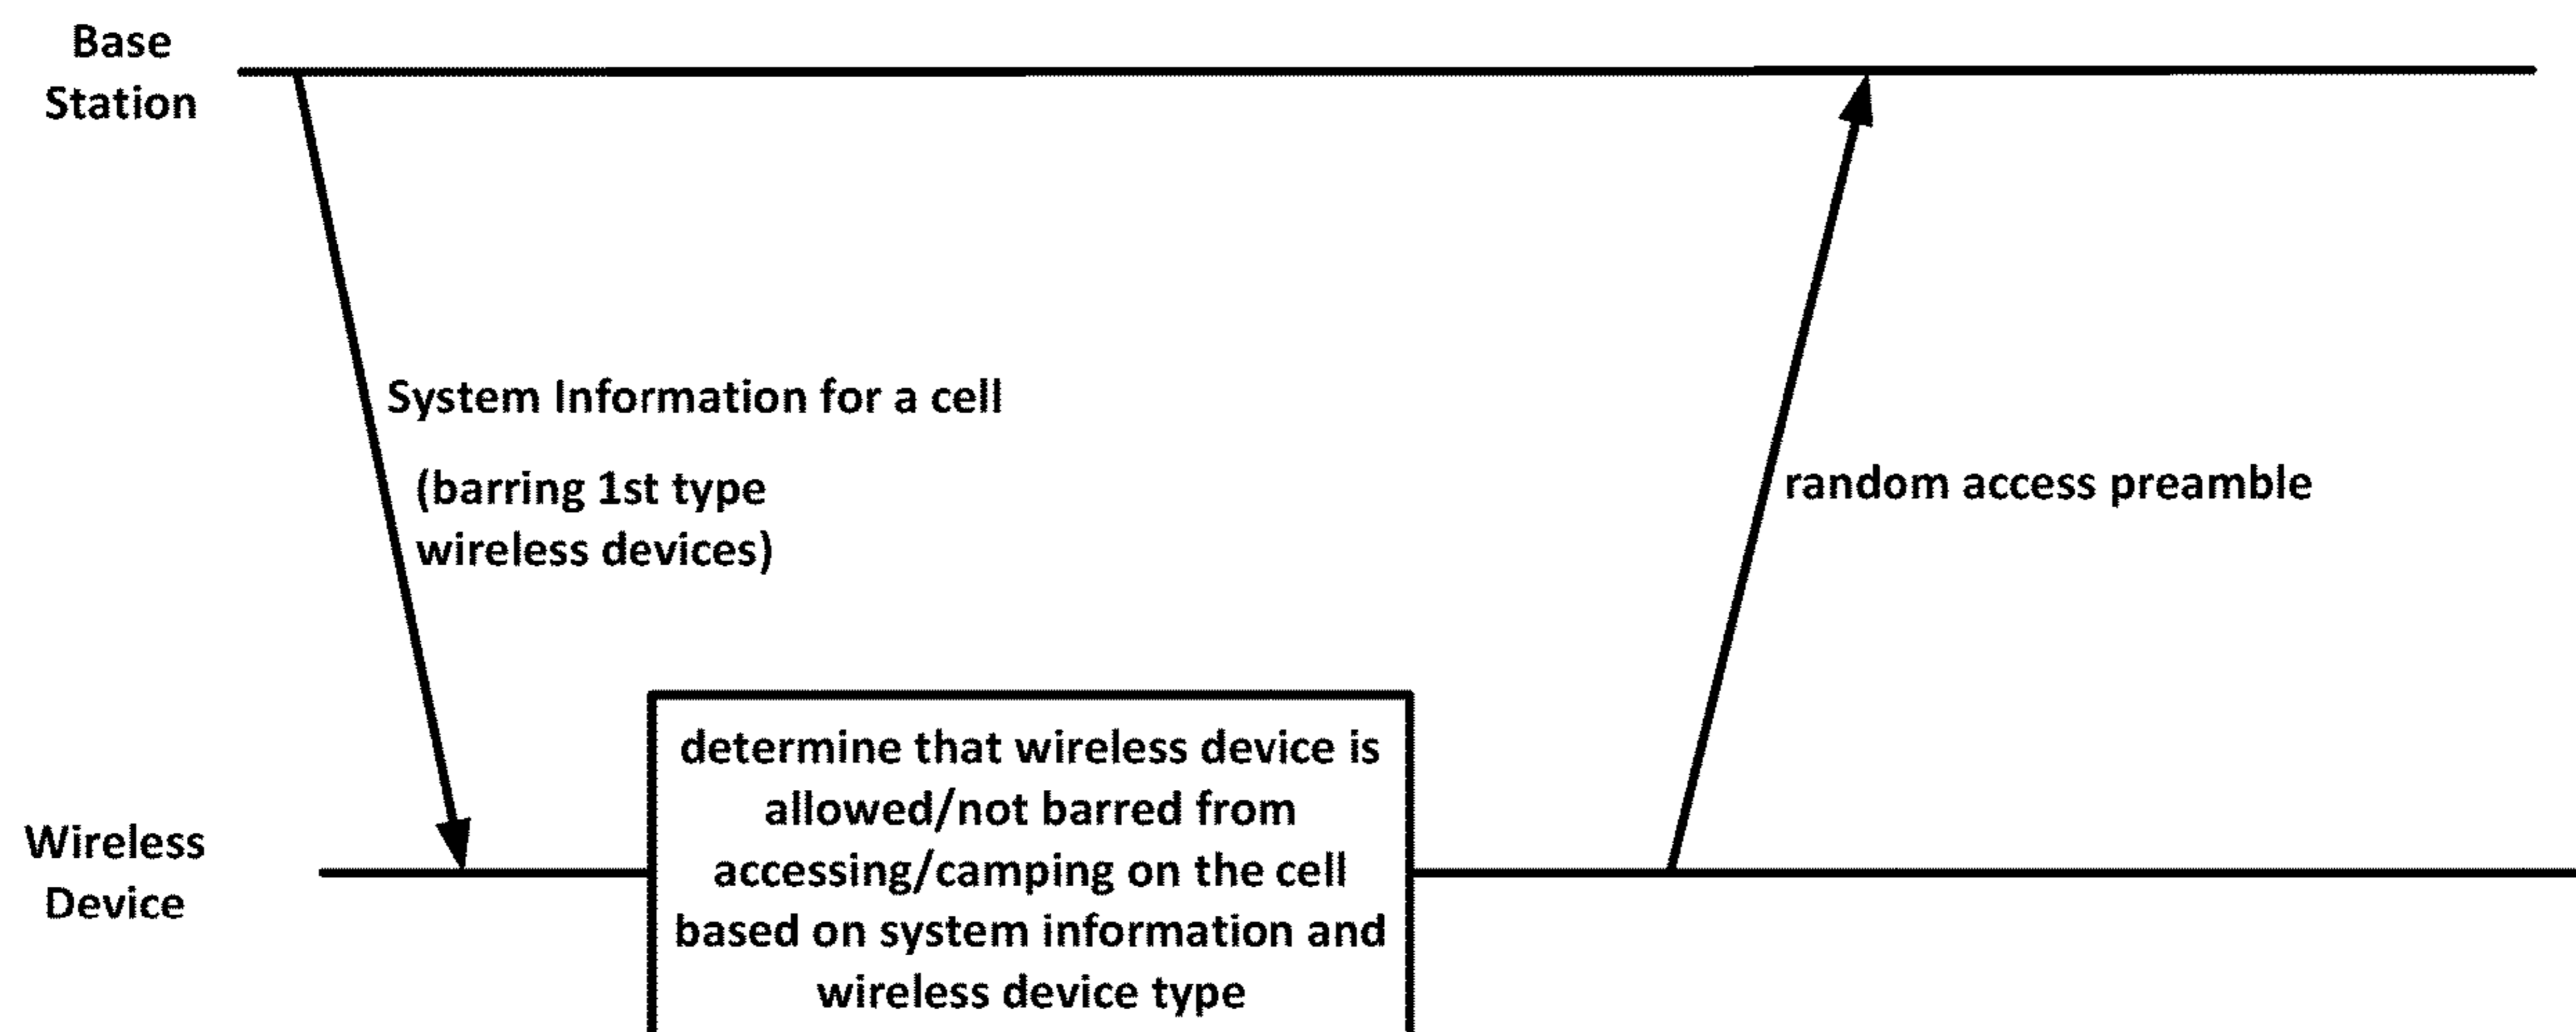 Base
Station
System Information for a cell
(barring 1st type
wireless devices)
random access preamble
Wireless
Device
determine that wireless device is
allowed/not barred from
accessing/camping on the cell
based on system information and
wireless device type